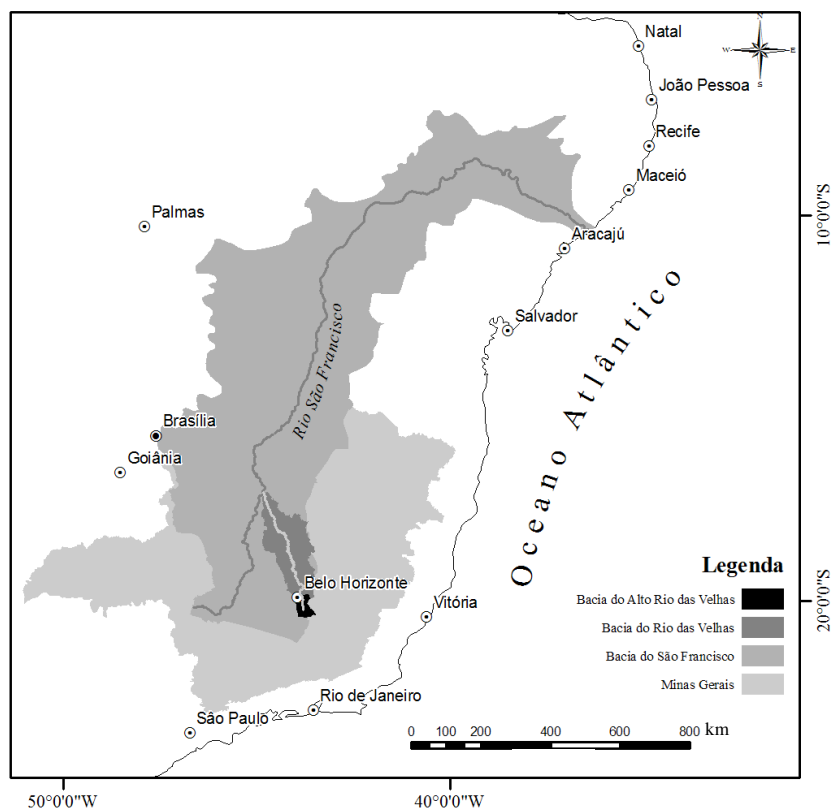 Natal
N
W
E
S
João Pessoa
Recife
Maceió
Palmas
10°0'0"S
Aracajú
Salvador
Oceano Atlântico
Rio São Francisco
Brasília
Goiânia
Legenda
Belo Horizonte
Bacia do Alto Rio das Velhas
Vitória
20°0'0"S
Bacia do Rio das Velhas
Bacia do São Francisco
Minas Gerais
Rio de Janeiro
São Paulo
0 100 200 400 600 800 km
50°0'0"W
40°0'0"W